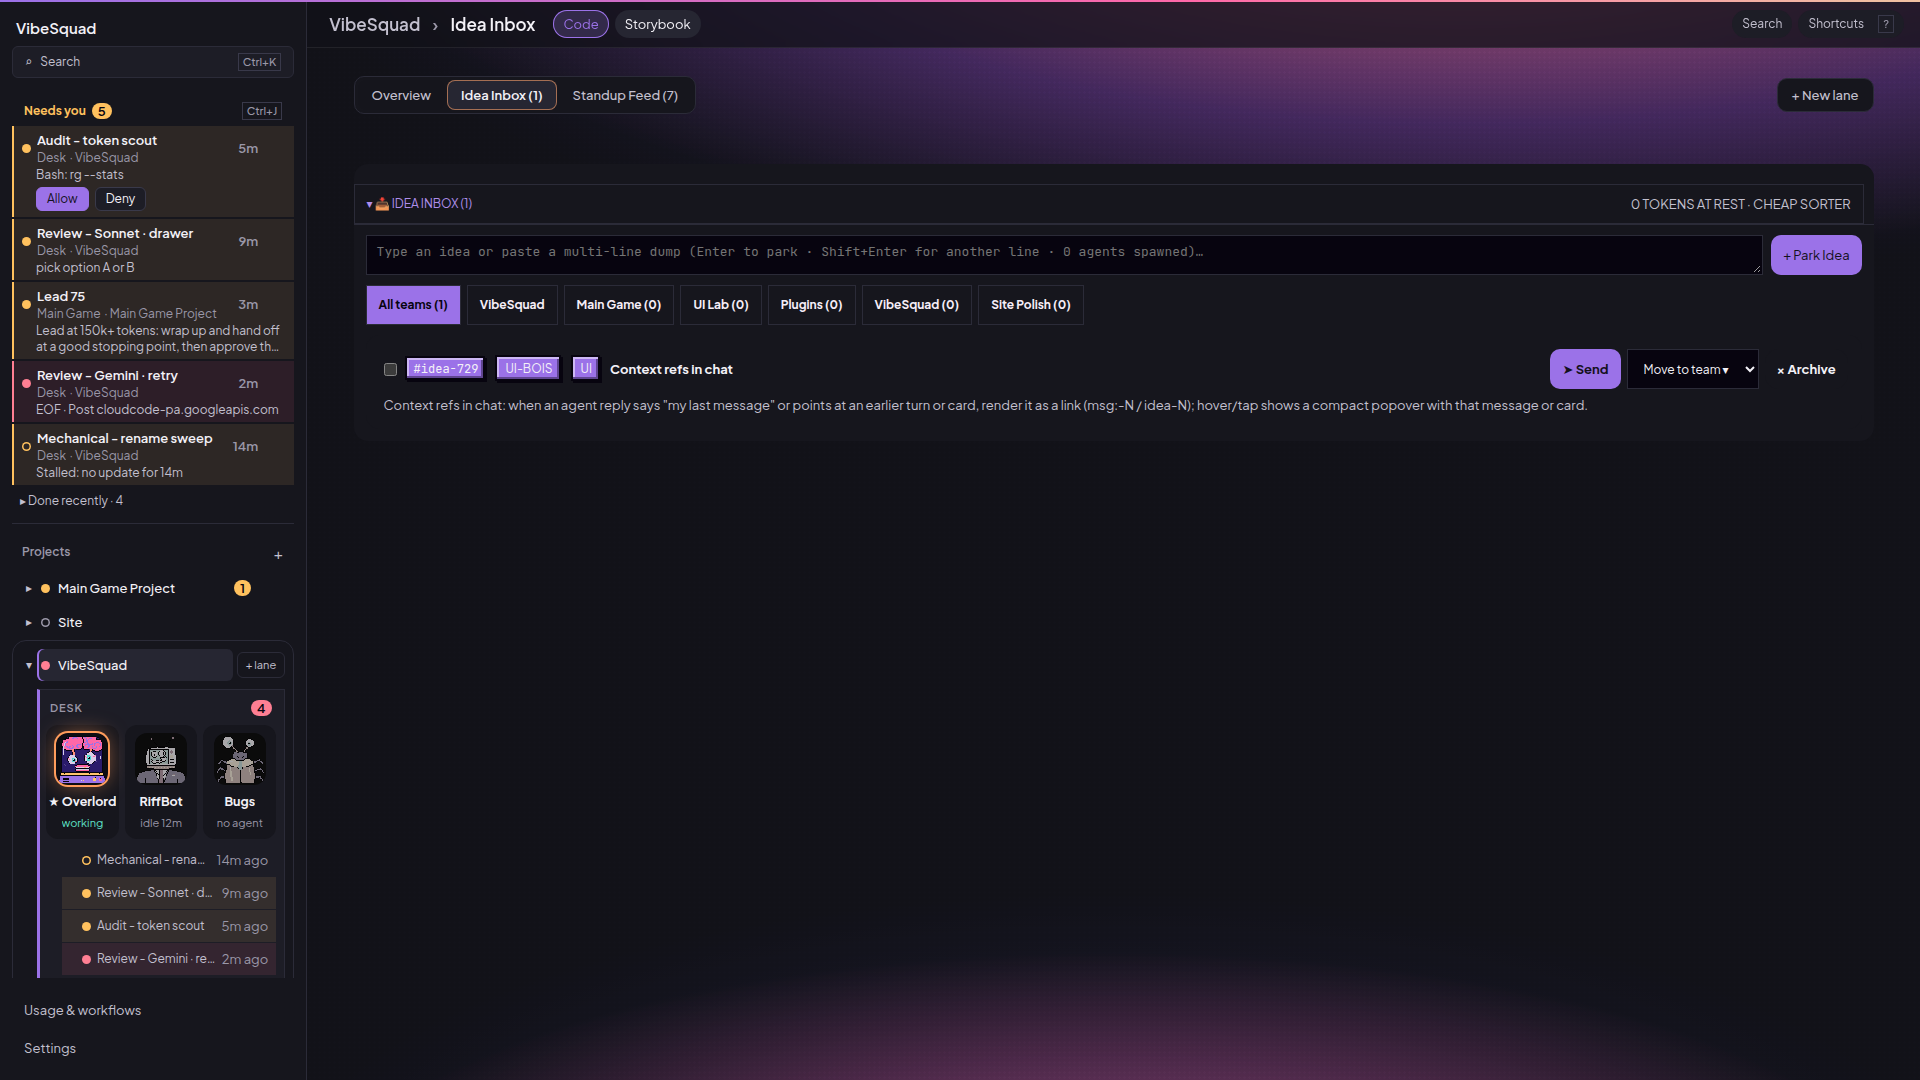 VibeSquad
Search Ctrl+K
Needs you 5 Ctrl+J
Audit - token scout 5m
Desk · VibeSquad
Bash: rg --stats
Allow Deny
Review - Sonnet · drawer 9m
Desk · VibeSquad
pick option A or B
Lead 75 3m
Main Game · Main Game Project
Lead at 150k+ tokens: wrap up and hand off
at a good stopping point, then approve th…
Review - Gemini · retry 2m
Desk · VibeSquad
EOF · Post cloudcode-pa.googleapis.com
Mechanical - rename sweep 14m
Desk · VibeSquad
Stalled: no update for 14m
▸ Done recently · 4
Projects +
Main Game Project 1
Site
VibeSquad + lane
DESK 4
★ Overlord RiffBot Bugs
working idle 12m no agent
Mechanical - rena… 14m ago
Review - Sonnet · d… 9m ago
Audit - token scout 5m ago
Review - Gemini · re… 2m ago
Usage & workflows
Settings
VibeSquad › Idea Inbox Code Storybook Search Shortcuts ?
Overview Idea Inbox (1) Standup Feed (7) + New lane
▾ 📥 IDEA INBOX (1) 0 TOKENS AT REST · CHEAP SORTER
Type an idea or paste a multi-line dump (Enter to park · Shift+Enter for another line · 0 agents spawned)… + Park Idea
All teams (1) VibeSquad Main Game (0) UI Lab (0) Plugins (0) VibeSquad (0) Site Polish (0)
#idea-729 UI-BOIS UI Context refs in chat ➤ Send Move to team ▾ × Archive
Context refs in chat: when an agent reply says "my last message" or points at an earlier turn or card, render it as a link (msg:-N / idea-N); hover/tap shows a compact popover with that message or card.